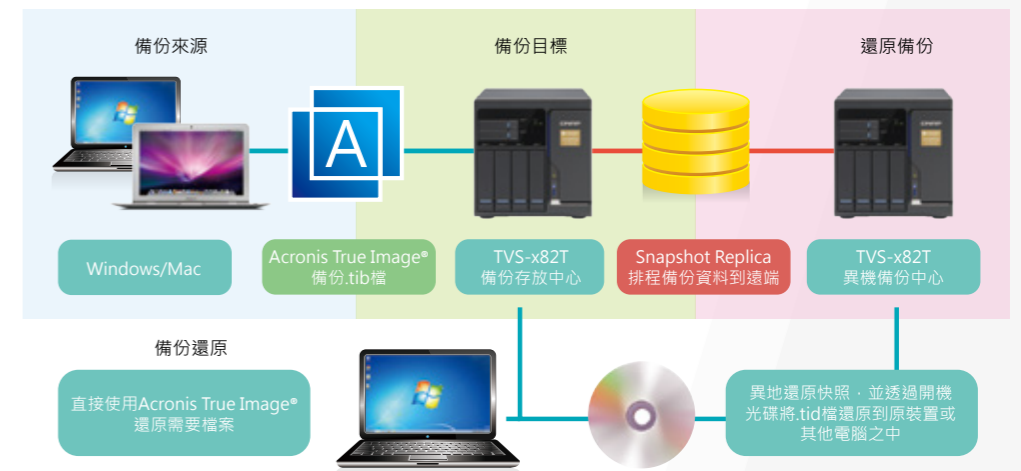 備份來源
備份目標
還原備份
A
QNAP
QNAP
Windows/Mac
Acronis True Image®
備份.tib檔
TVS-x82T
備份存放中心
Snapshot Replica
排程備份資料到遠端
TVS-x82T
異機備份中心
備份還原
直接使用Acronis True Image®
還原需要檔案
異地還原快照，並透過開機
光碟將.tid檔還原到原裝置或
其他電腦之中